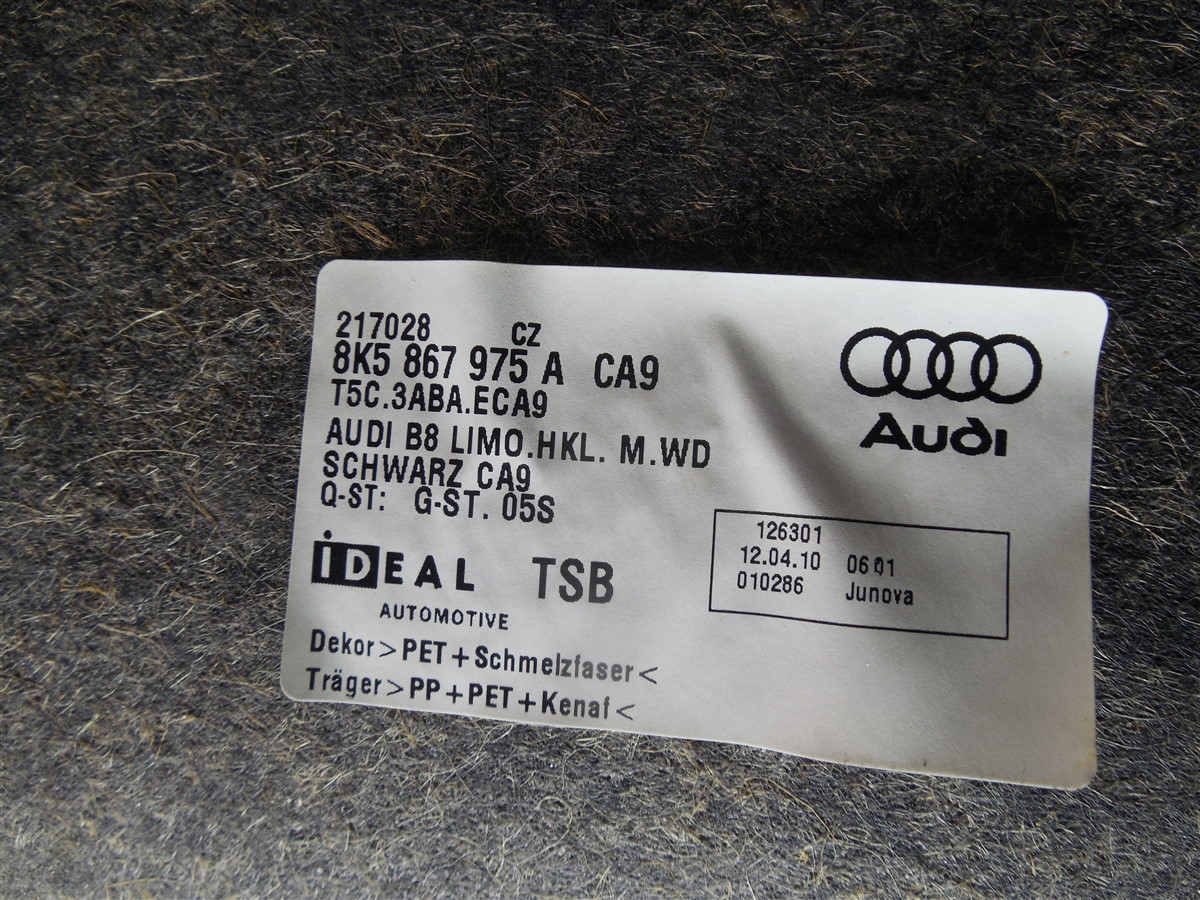 217028 CZ
8K5 867 975 A CA9
T5C.3ABA.ECA9
AUDI B8 LIMO.HKL. M.WD
SCHWARZ CA9
Q-ST: G-ST. 05S
Audi
126301
12.04.10 0601
010286 Junova
IDEAL TSB
AUTOMOTIVE
Dekor>PET+Schmelzfaser<
Träger>PP+PET+Kenaf<